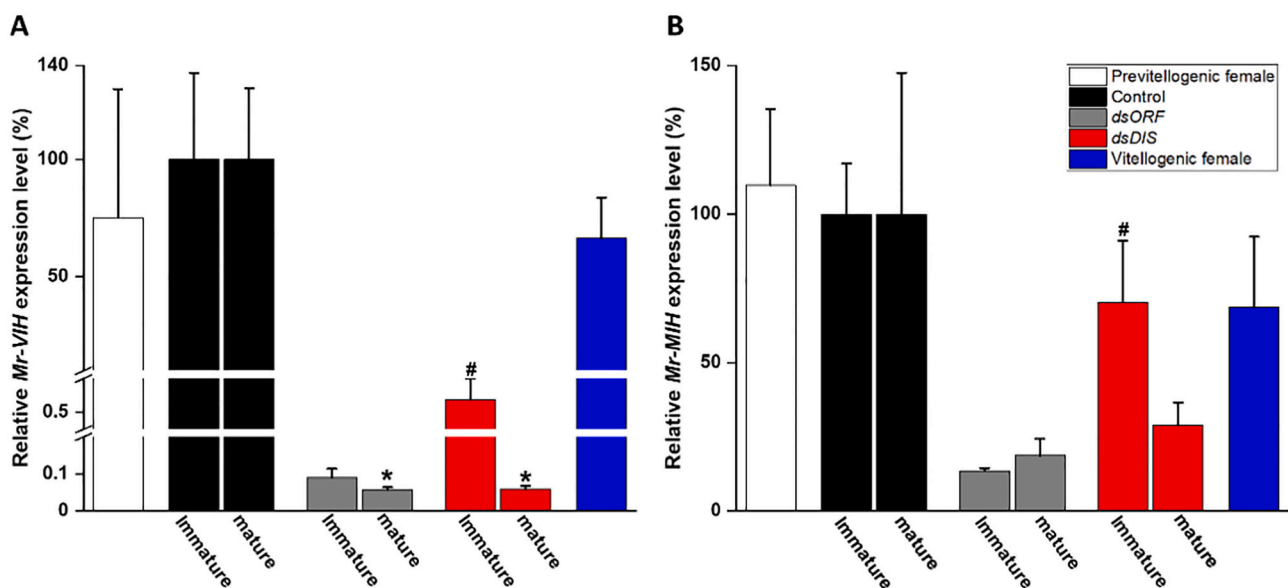 A
Relative Mr-VIH expression level (%)
140
100
50
0.5
0.1
0
*
#
*
Immature
mature
Immature
mature
Immature
mature
B
Relative Mr-MIH expression level (%)
150
100
50
0
Previtellogenic female
Control
dsORF
dsDIS
Vitellogenic female
#
Immature
mature
Immature
mature
Immature
mature